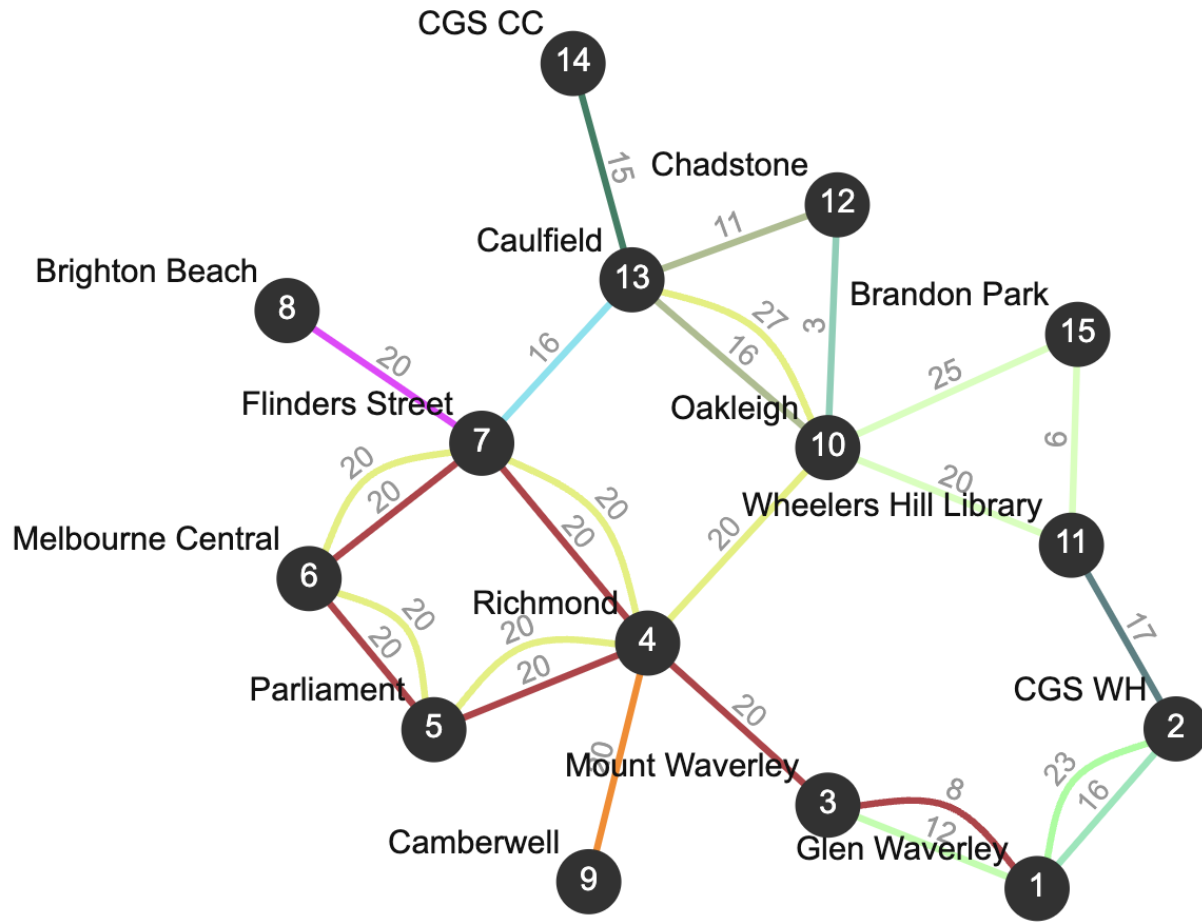 CGS CC
14
15
Chadstone
12
11
Caulfield
13
Brighton Beach
8
3
Brandon Park
15
27
16
16
20
25
6
Flinders Street
7
Oakleigh
10
20
20
20
20
20
Wheelers Hill Library
11
Melbourne Central
6
20
17
Richmond
4
20
20
20
20
Parliament
5
CGS WH
2
20
Mount Waverley
3
8
12
23
16
Camberwell
9
Glen Waverley
1